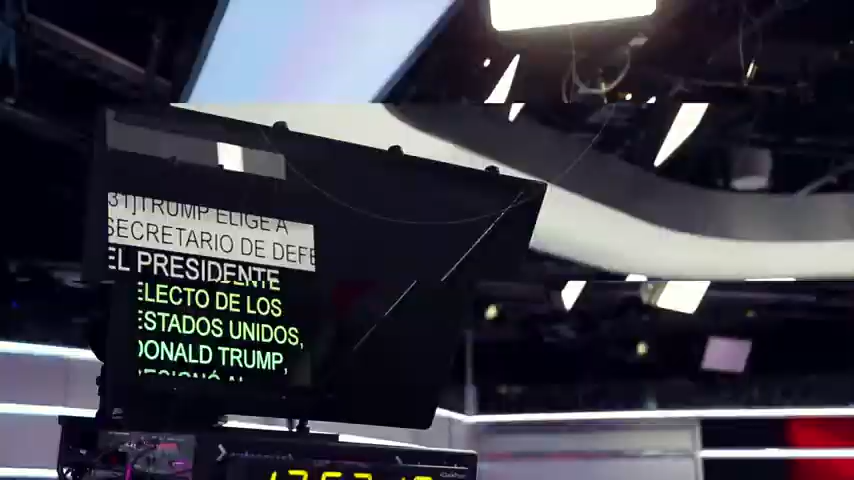 31]TRUMP ELIGE A
SECRETARIO DE DEFE
EL PRESIDENTE
ELECTO DE LOS
ESTADOS UNIDOS,
DONALD TRUMP,